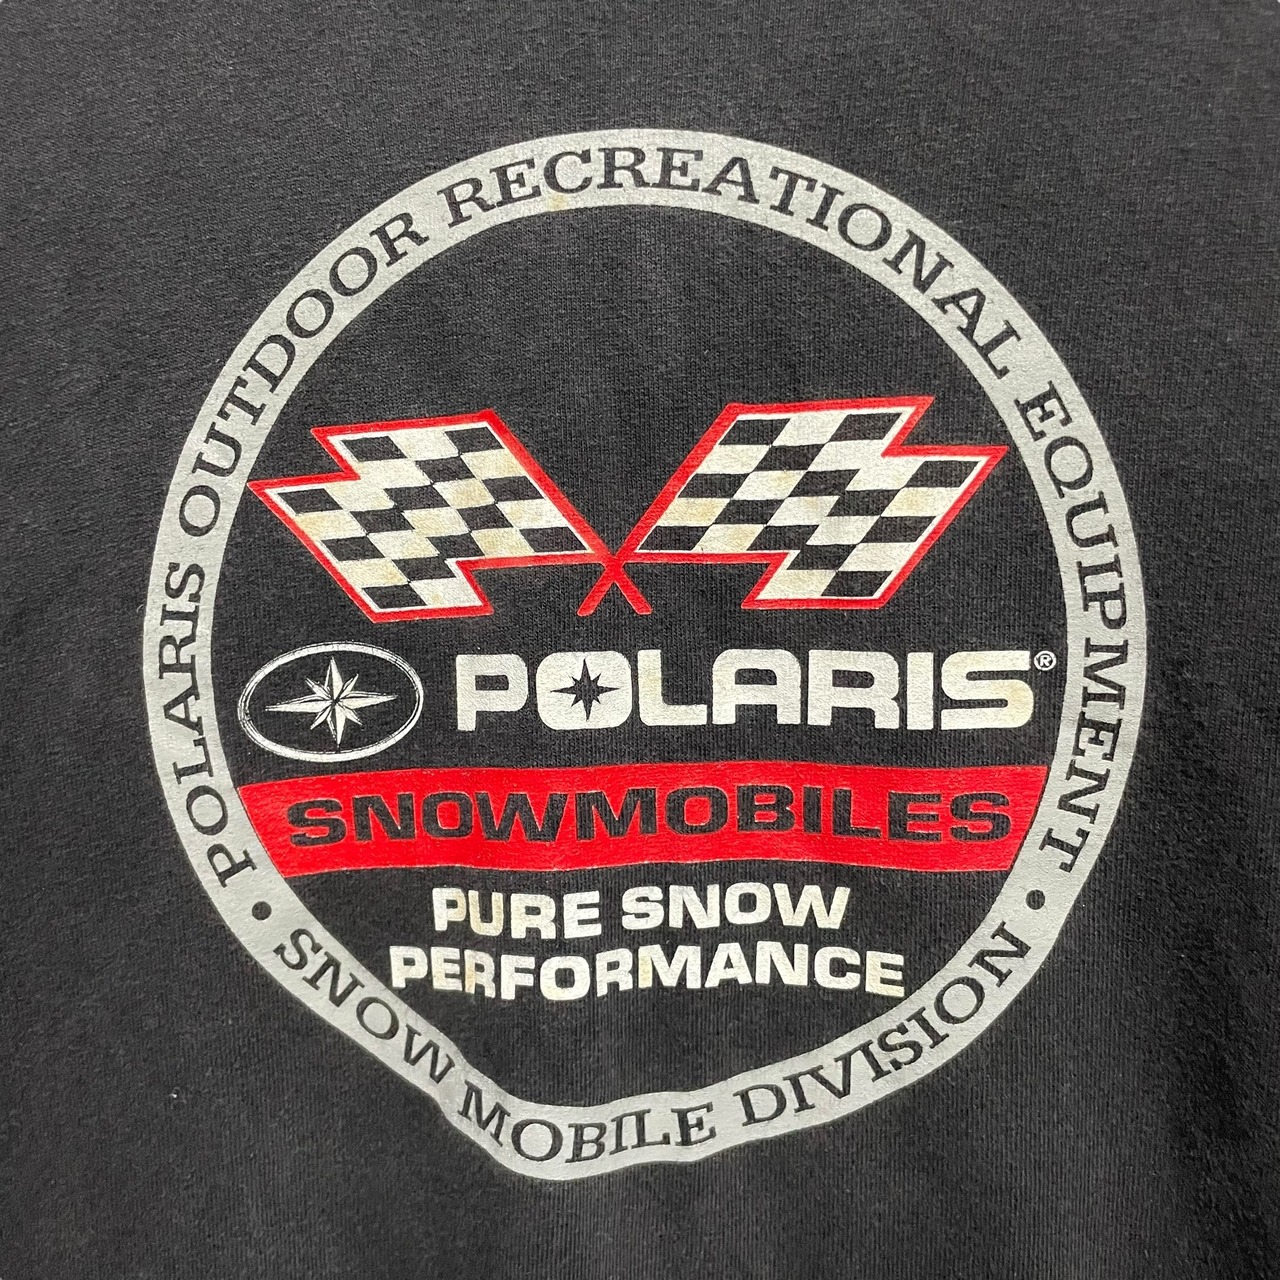 • POLARIS OUTDOOR RECREATIONAL EQUIPMENT •
POLARIS®
SNOWMOBILES
PURE SNOW
PERFORMANCE
SNOW MOBILE DIVISION